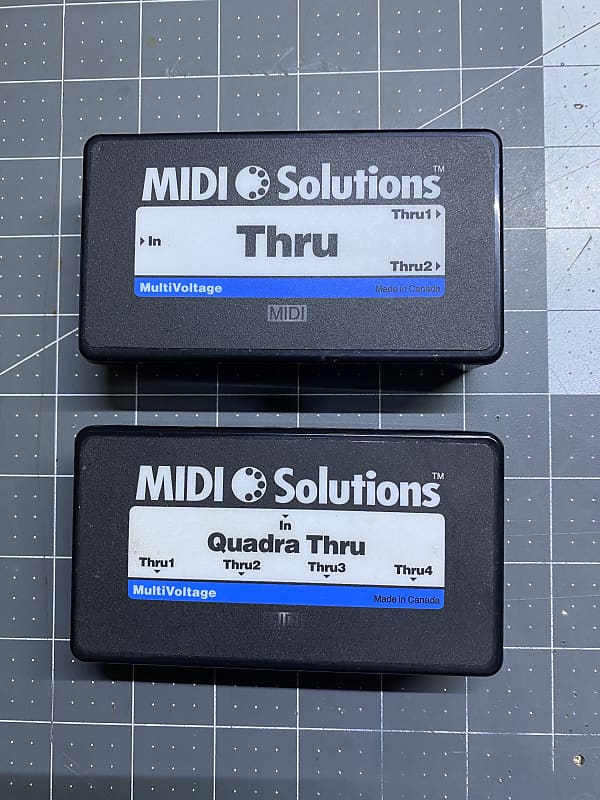 MIDI Solutions™
Thru1
In
Thru
Thru2
MultiVoltage Made in Canada
MIDI
MIDI Solutions™
In
Quadra Thru
Thru1 Thru2 Thru3 Thru4
MultiVoltage Made in Canada
MIDI